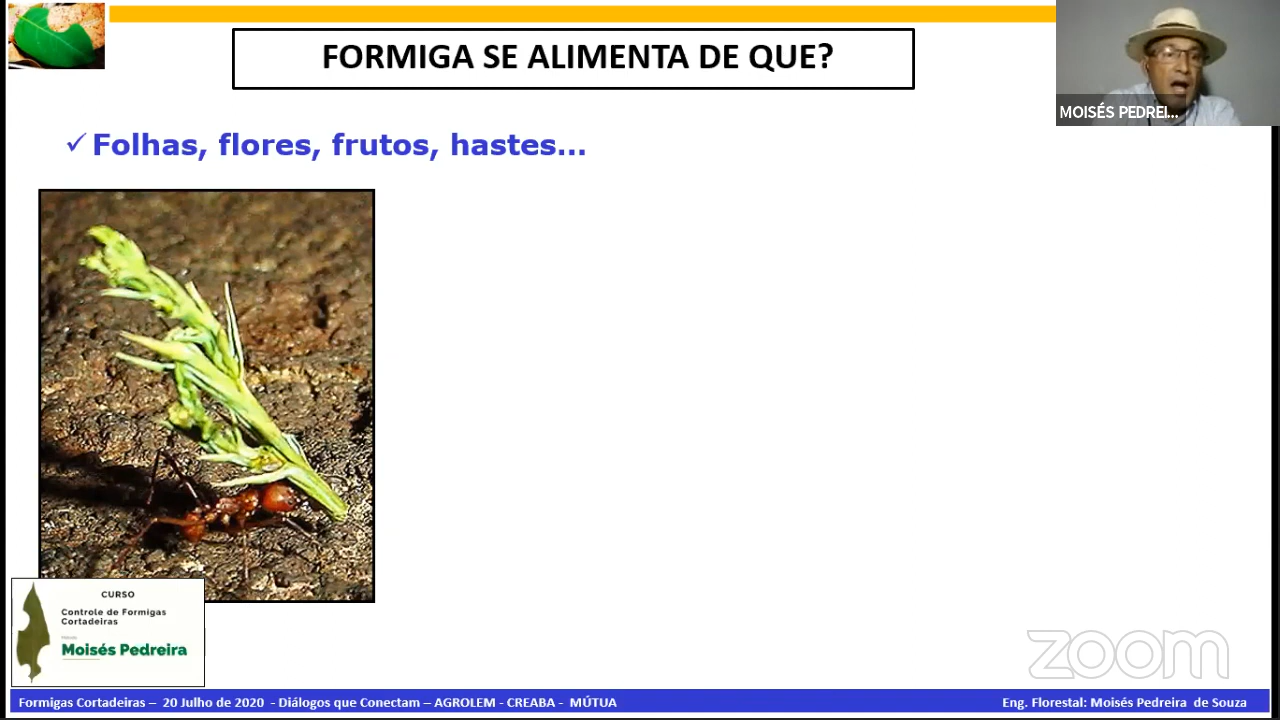 FORMIGA SE ALIMENTA DE QUE?
MOISÉS PEDREI...
✓ Folhas, flores, frutos, hastes...
CURSO
Controle de Formigas
Cortadeiras
Moisés Pedreira
zoom
Formigas Cortadeiras – 20 Julho de 2020 - Diálogos que Conectam – AGROLEM - CREABA - MÚTUA
Eng. Florestal: Moisés Pedreira de Souza